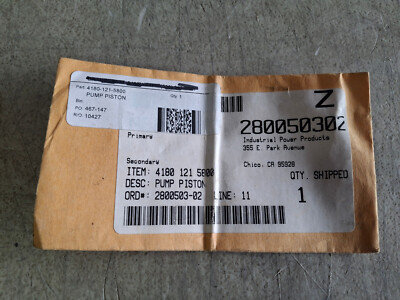 Part: 4180-121-5800
PUMP PISTON
Qty: 1
Bin:
PO: 467-147
R/O: 10427
Z
280050302
Industrial Power Products
355 E. Park Avenue
Chico, CA 95928
Primary
Secondary
ITEM: 4180 121 5800
DESC: PUMP PISTON
QTY. SHIPPED
ORD#: 2800503-02 LINE: 11
1